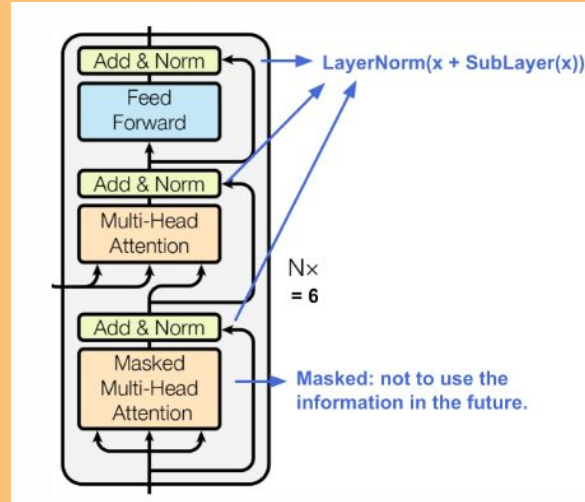 Add & Norm
LayerNorm(x + SubLayer(x))
Feed
Forward
Add & Norm
Multi-Head
Attention
N×
= 6
Add & Norm
Masked
Multi-Head
Attention
Masked: not to use the
information in the future.